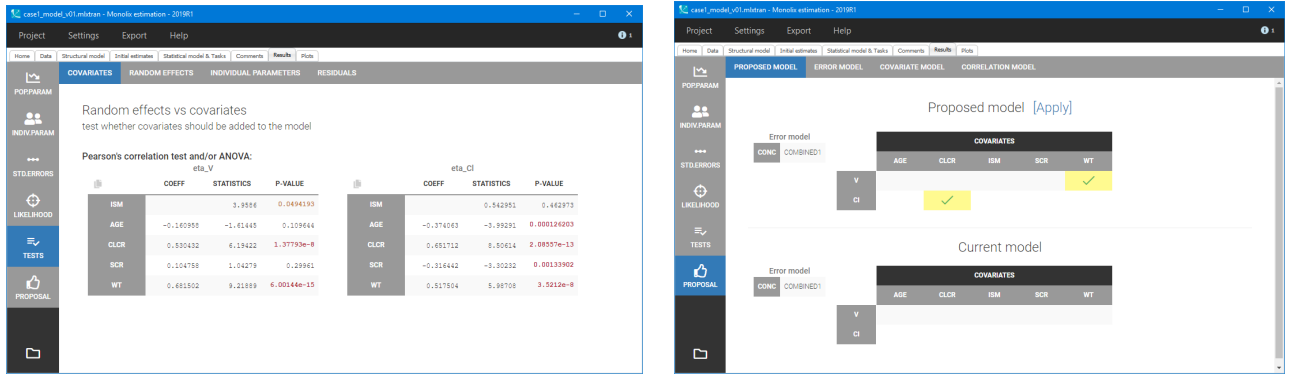 case1_model_v01.mlxtran - Monolix estimation - 2019R1
Project Settings Export Help 1
Home Data Structural model Initial estimates Statistical model & Tasks Comments Results Plots
POP.PARAM
INDIV.PARAM
STD.ERRORS
LIKELIHOOD
TESTS
PROPOSAL
COVARIATES RANDOM EFFECTS INDIVIDUAL PARAMETERS RESIDUALS
Random effects vs covariates
test whether covariates should be added to the model
Pearson's correlation test and/or ANOVA:
eta_V
COEFF STATISTICS P-VALUE
ISM 3.9586 0.0494193
AGE -0.160958 -1.61445 0.109644
CLCR 0.530432 6.19422 1.37793e-8
SCR 0.104758 1.04279 0.29961
WT 0.681502 9.21889 6.00144e-15
eta_Cl
COEFF STATISTICS P-VALUE
ISM 0.542951 0.462973
AGE -0.374063 -3.99291 0.000126203
CLCR 0.651712 8.50614 2.08557e-13
SCR -0.316442 -3.30232 0.00133902
WT 0.517504 5.98708 3.5212e-8
case1_model_v01.mlxtran - Monolix estimation - 2019R1
Project Settings Export Help 1
Home Data Structural model Initial estimates Statistical model & Tasks Comments Results Plots
POP.PARAM
INDIV.PARAM
STD.ERRORS
LIKELIHOOD
TESTS
PROPOSAL
PROPOSED MODEL ERROR MODEL COVARIATE MODEL CORRELATION MODEL
Proposed model [Apply]
Error model
CONC COMBINED1
COVARIATES
AGE CLCR ISM SCR WT
V
Cl
Current model
Error model
CONC COMBINED1
COVARIATES
AGE CLCR ISM SCR WT
V
Cl